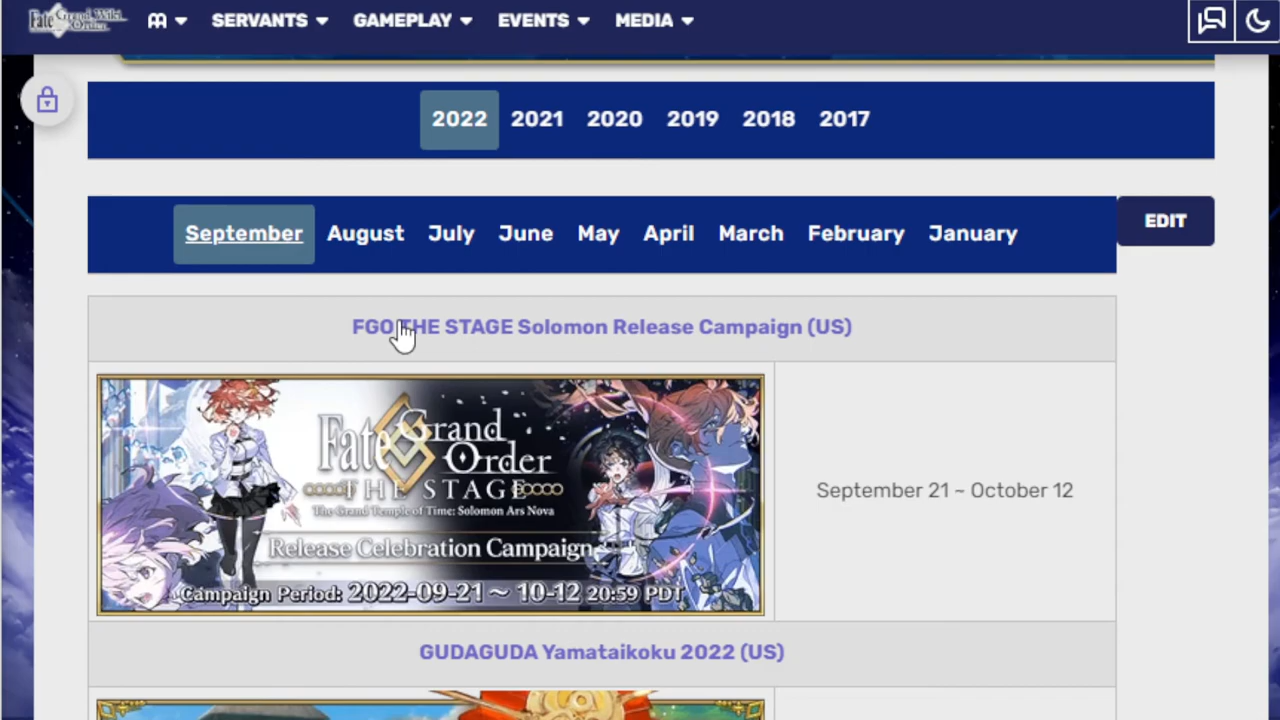 Fate Grand Order Wiki
SERVANTS GAMEPLAY EVENTS MEDIA
2022 2021 2020 2019 2018 2017
September August July June May April March February January
EDIT
FGO THE STAGE Solomon Release Campaign (US)
Fate Grand
Order
THE STAGE
The Grand Temple of Time: Solomon Ars Nova
Release Celebration Campaign
Campaign Period: 2022-09-21 ~ 10-12 20:59 PDT
September 21 ~ October 12
GUDAGUDA Yamataikoku 2022 (US)